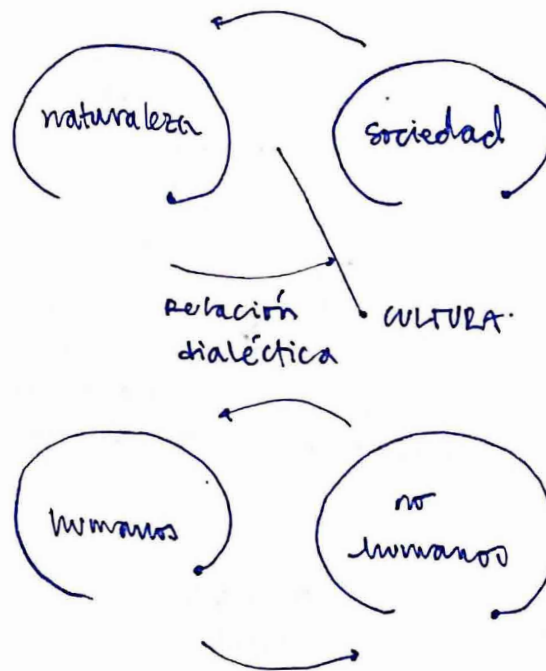 naturaleza
sociedad
Relación
dialéctica
CULTURA.
humanos
no
humanos